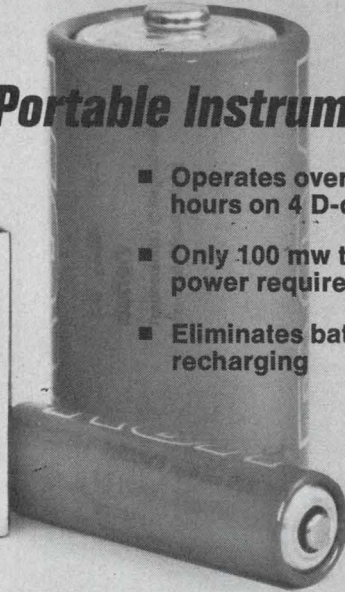 Portable Instrum
■ Operates over
hours on 4 D-c
■ Only 100 mw t
power require
■ Eliminates bat
recharging